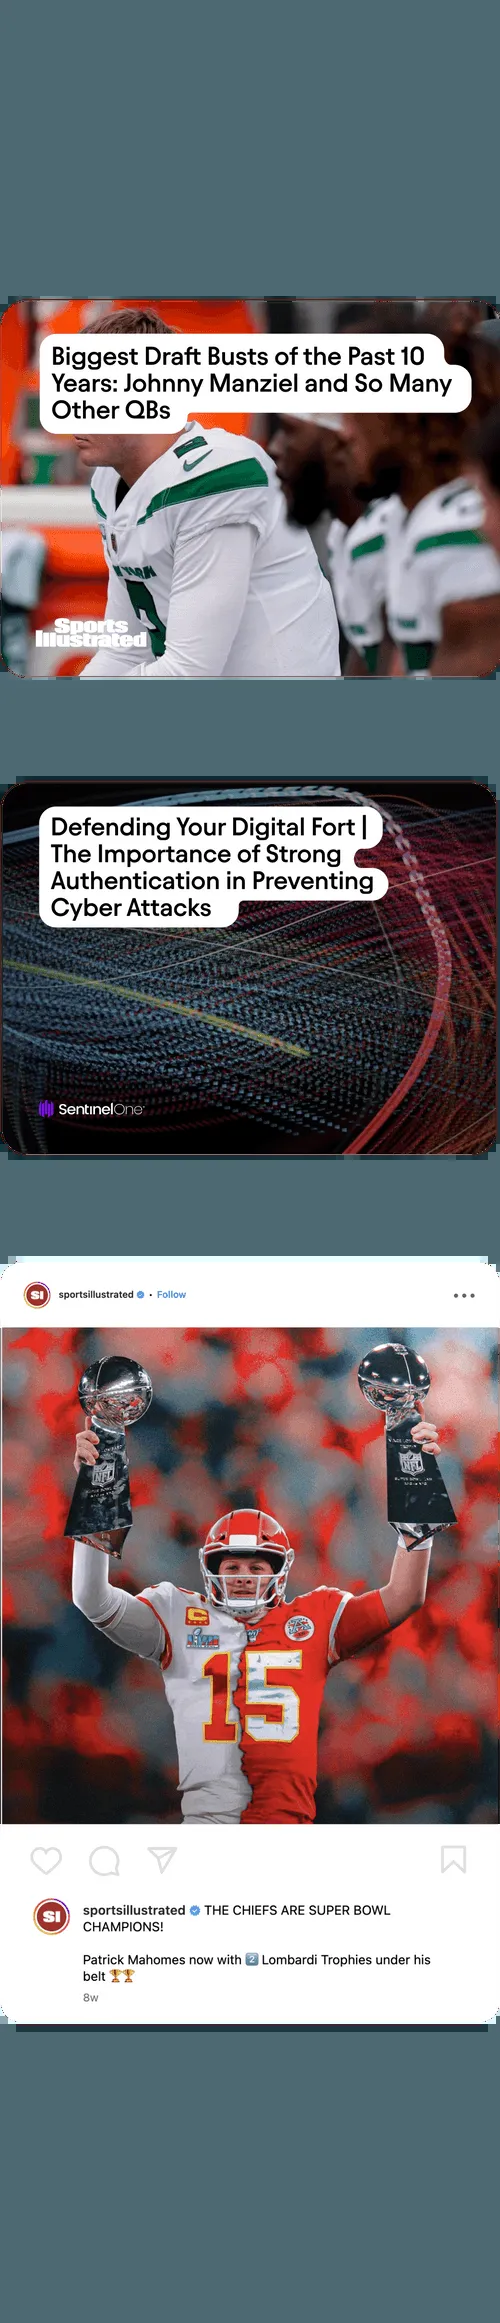 Biggest Draft Busts of the Past 10
Years: Johnny Manziel and So Many
Other QBs
Sports
Illustrated
Defending Your Digital Fort |
The Importance of Strong
Authentication in Preventing
Cyber Attacks
SentinelOne
SI sportsillustrated • Follow
NFL
NFL
C
15
SI sportsillustrated THE CHIEFS ARE SUPER BOWL
CHAMPIONS!
Patrick Mahomes now with 2 Lombardi Trophies under his
belt 🏆🏆
8w